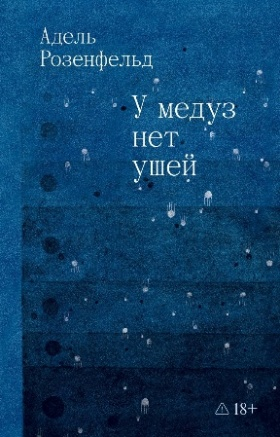 Адель
Розенфельд
У медуз
нет
ушей
18+